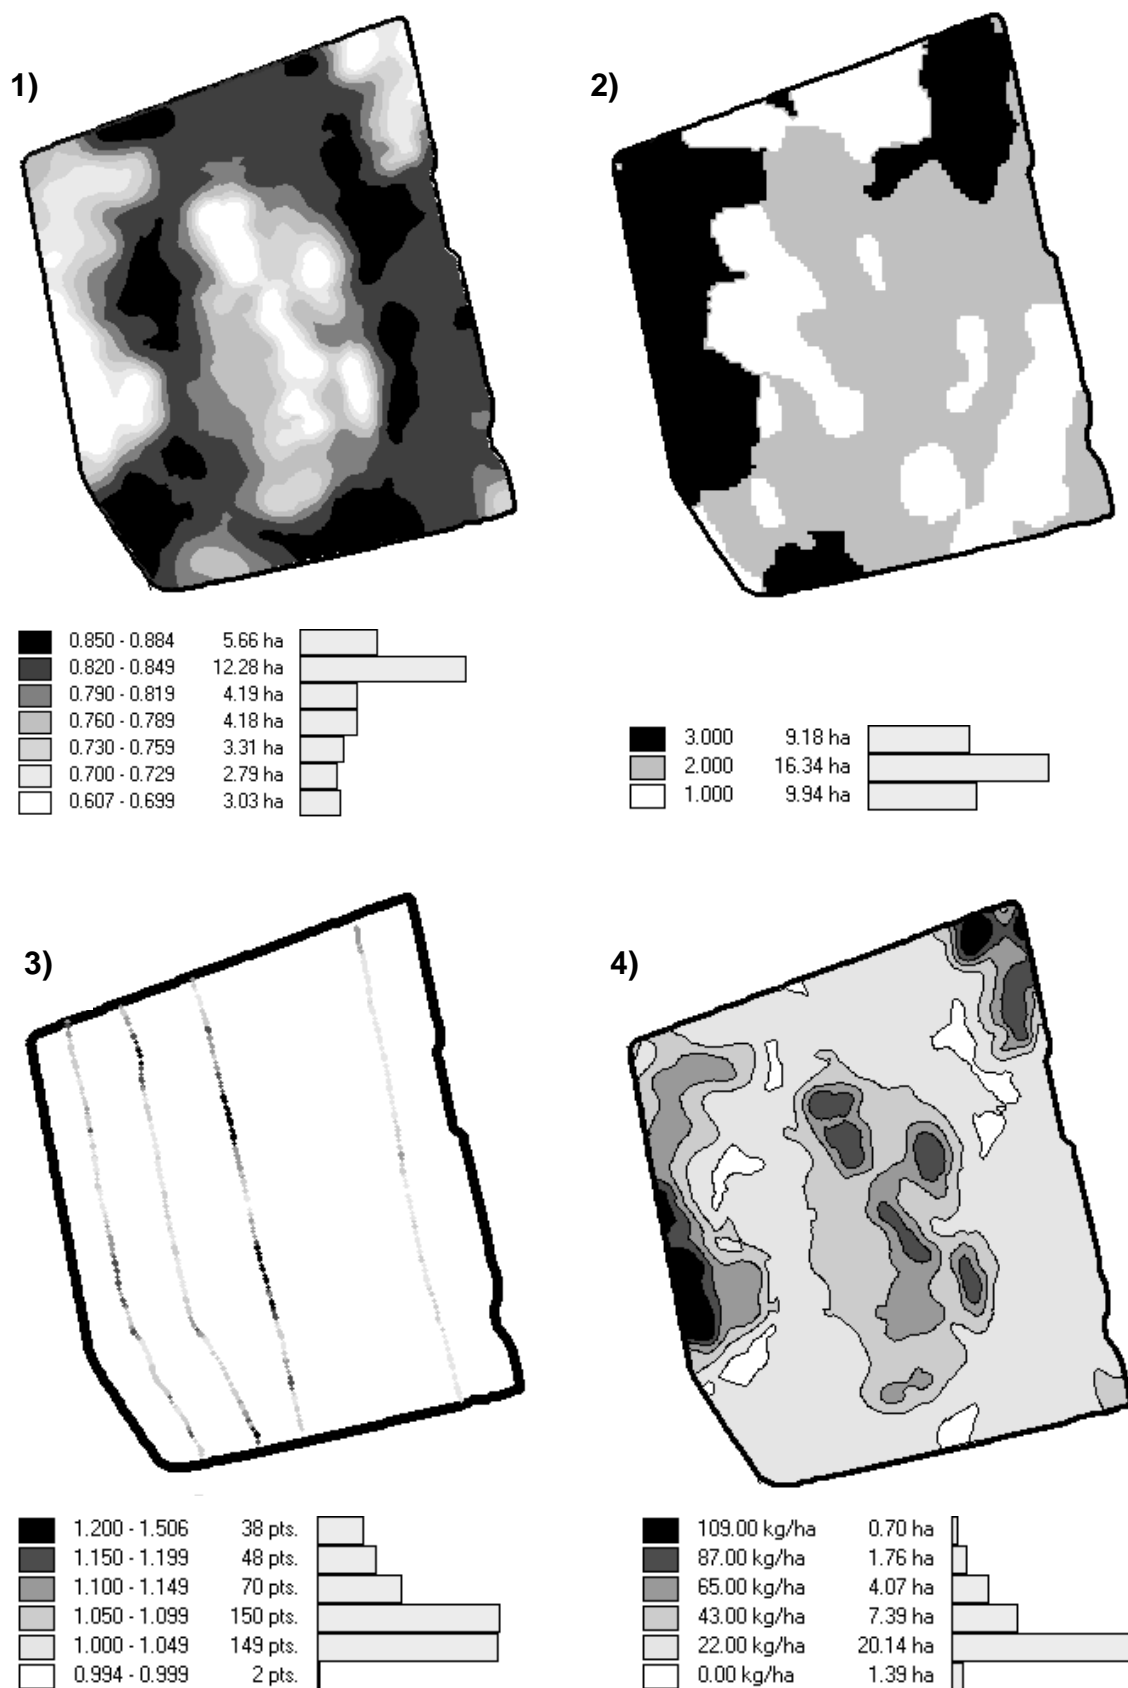 1)
0.850 - 0.884 5.66 ha
0.820 - 0.849 12.28 ha
0.790 - 0.819 4.19 ha
0.760 - 0.789 4.18 ha
0.730 - 0.759 3.31 ha
0.700 - 0.729 2.79 ha
0.607 - 0.699 3.03 ha
2)
3.000 9.18 ha
2.000 16.34 ha
1.000 9.94 ha
3)
1.200 - 1.506 38 pts.
1.150 - 1.199 48 pts.
1.100 - 1.149 70 pts.
1.050 - 1.099 150 pts.
1.000 - 1.049 149 pts.
0.994 - 0.999 2 pts.
4)
109.00 kg/ha 0.70 ha
87.00 kg/ha 1.76 ha
65.00 kg/ha 4.07 ha
43.00 kg/ha 7.39 ha
22.00 kg/ha 20.14 ha
0.00 kg/ha 1.39 ha